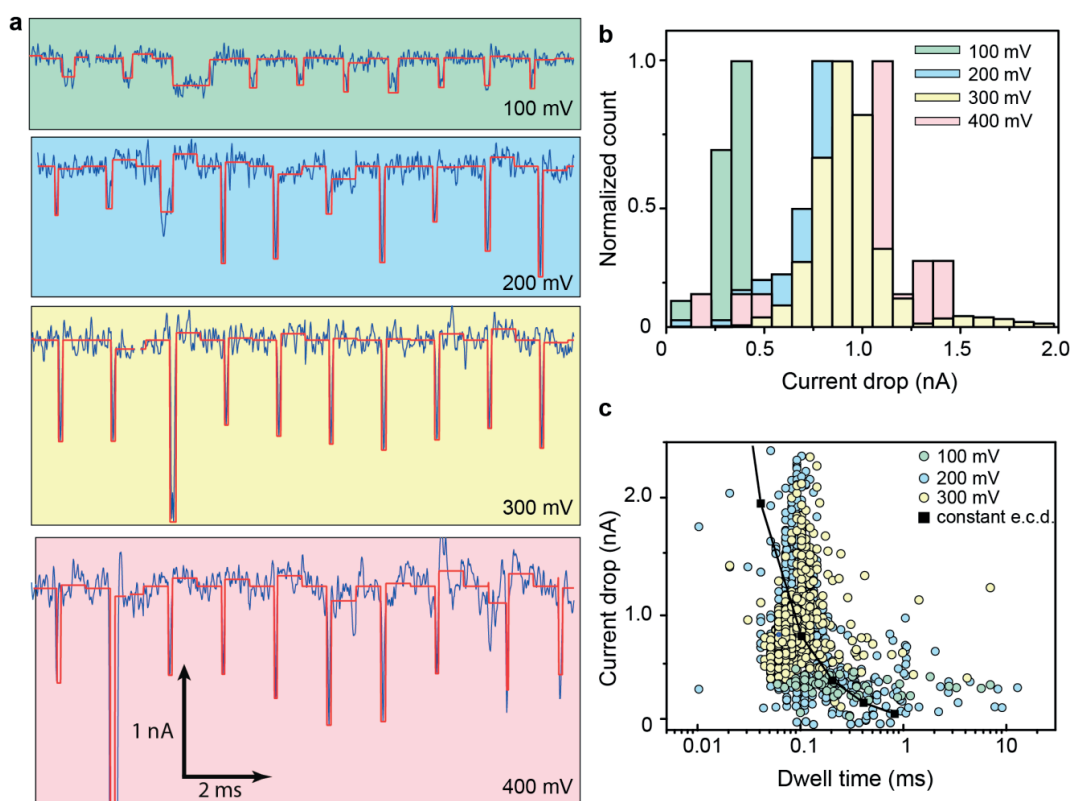 a
100 mV
200 mV
300 mV
1 nA
2 ms
400 mV
b
1.0
0.5
0
Normalized count
100 mV
200 mV
300 mV
400 mV
0
0.5
1.0
1.5
2.0
Current drop (nA)
c
2.0
1.0
0
Current drop (nA)
100 mV
200 mV
300 mV
constant e.c.d.
0.01
0.1
1
10
Dwell time (ms)